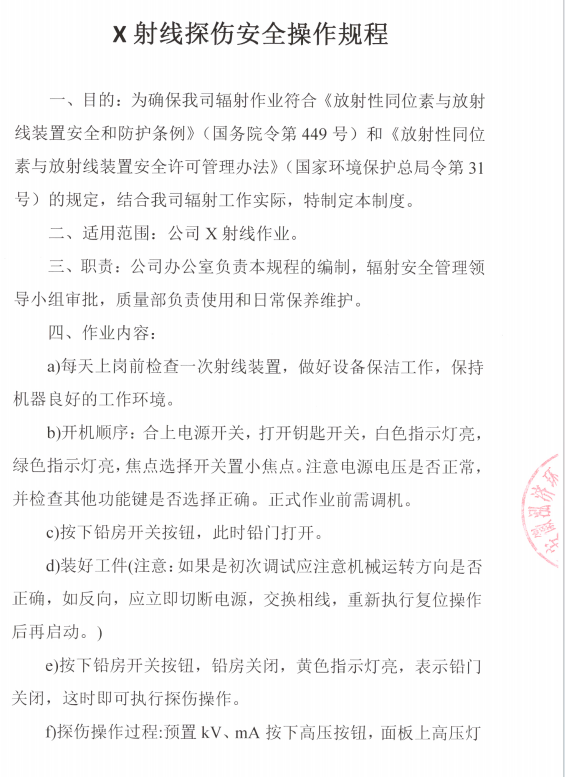 X 射线探伤安全操作规程
一、目的：为确保我司辐射作业符合《放射性同位素与放射
线装置安全和防护条例》（国务院令第 449 号）和《放射性同位
素与放射线装置安全许可管理办法》（国家环境保护总局令第 31
号）的规定，结合我司辐射工作实际，特制定本制度。
二、适用范围：公司 X 射线作业。
三、职责：公司办公室负责本规程的编制，辐射安全管理领
导小组审批，质量部负责使用和日常保养维护。
四、作业内容：
a)每天上岗前检查一次射线装置，做好设备保洁工作，保持
机器良好的工作环境。
b)开机顺序：合上电源开关，打开钥匙开关，白色指示灯亮，
绿色指示灯亮，焦点选择开关置小焦点。注意电源电压是否正常，
并检查其他功能键是否选择正确。正式作业前需调机。
c)按下铅房开关按钮，此时铅门打开。
d)装好工件(注意：如果是初次调试应注意机械运转方向是否
正确，如反向，应立即切断电源，交换相线，重新执行复位操作
后再启动。)
e)按下铅房开关按钮，铅房关闭，黄色指示灯亮，表示铅门
关闭，这时即可执行探伤操作。
f)探伤操作过程:预置 kV、mA 按下高压按钮，面板上高压灯